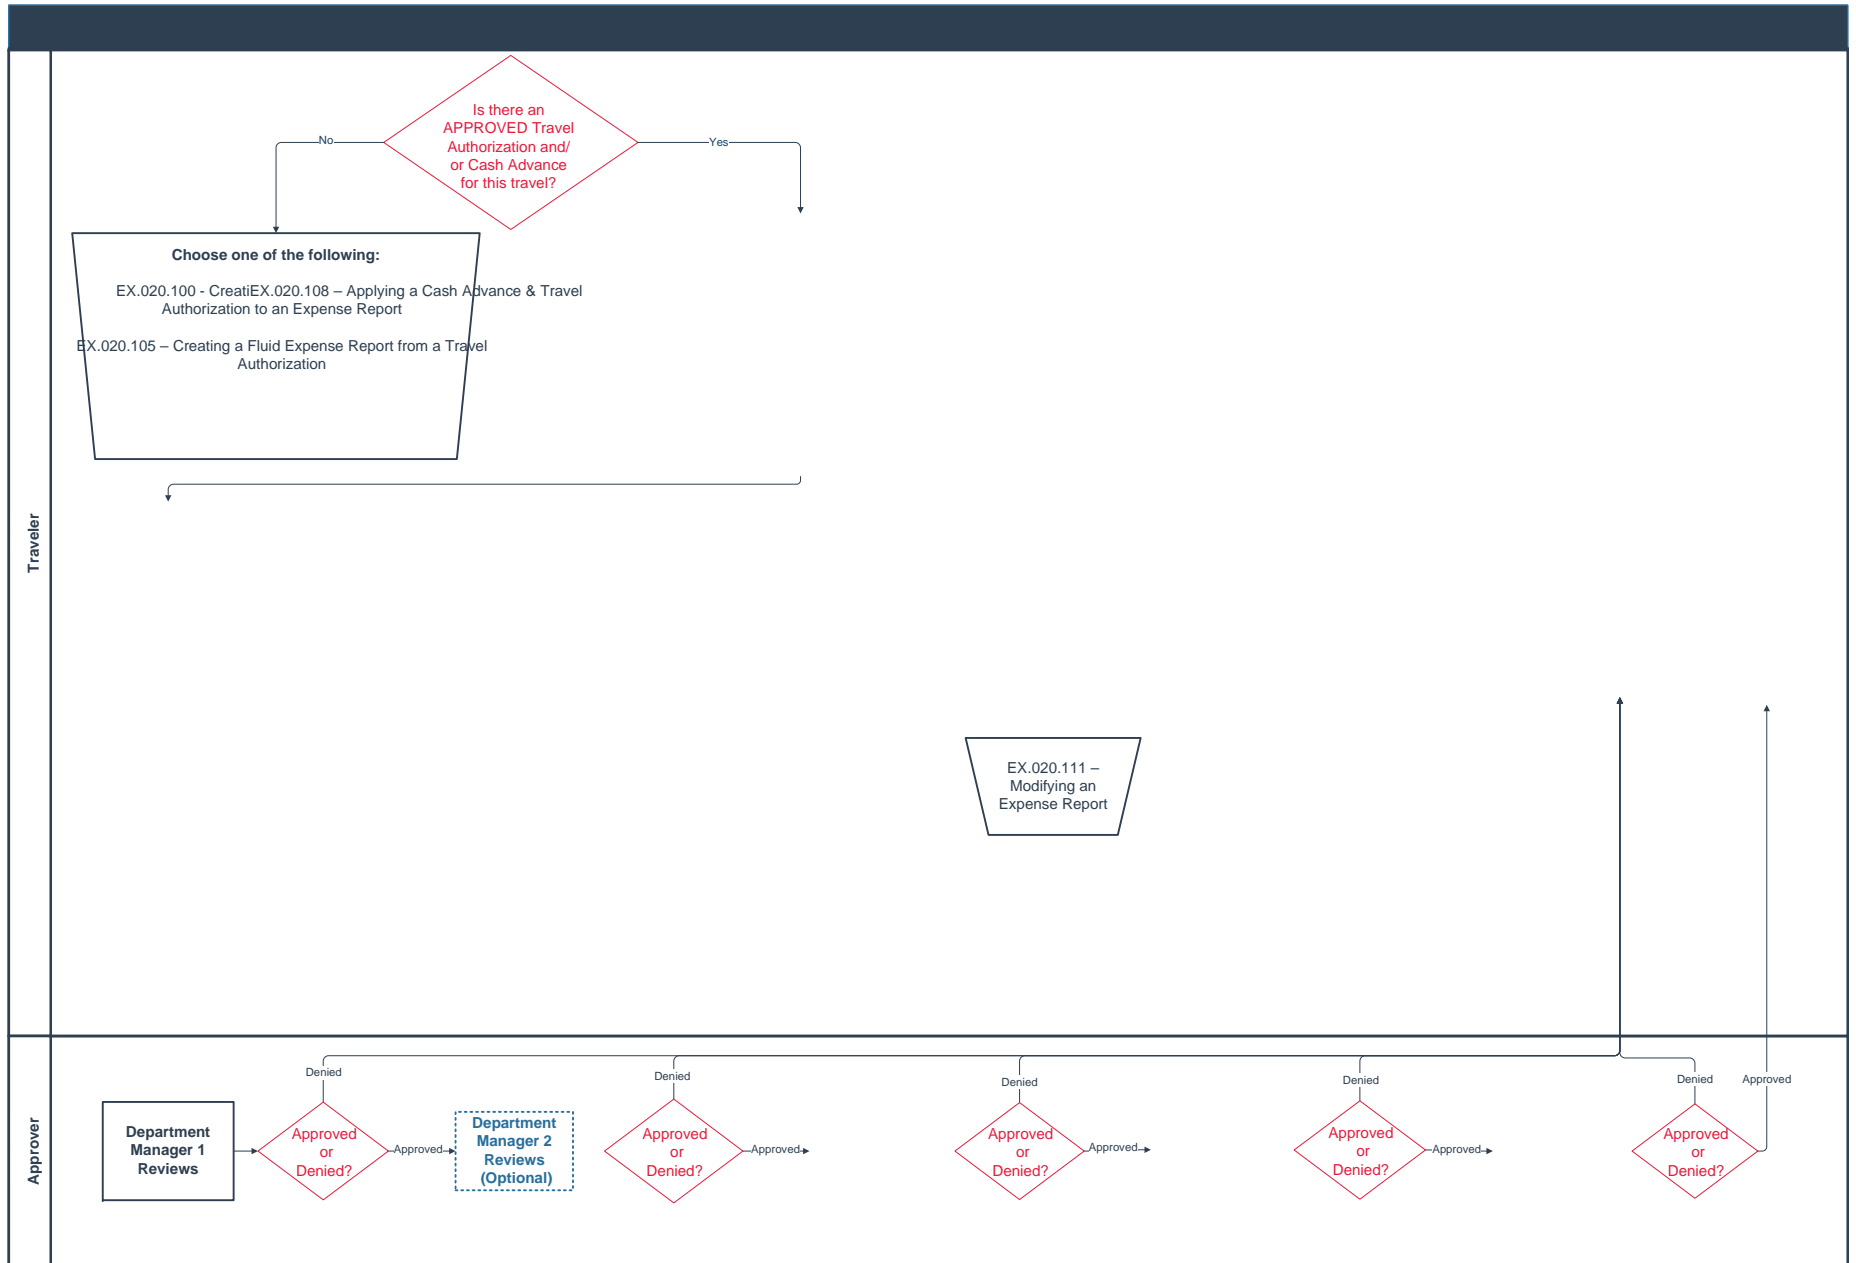 Traveler
Is there an
APPROVED Travel
Authorization and/
or Cash Advance
for this travel?
No
Yes
Choose one of the following:
EX.020.100 - CreatiEX.020.108 – Applying a Cash Advance & Travel
Authorization to an Expense Report
EX.020.105 – Creating a Fluid Expense Report from a Travel
Authorization
EX.020.111 –
Modifying an
Expense Report
Approver
Department
Manager 1
Reviews
Denied
Approved
or
Denied?
Approved
Department
Manager 2
Reviews
(Optional)
Denied
Approved
or
Denied?
Approved
Denied
Approved
or
Denied?
Approved
Denied
Approved
or
Denied?
Approved
Denied
Approved
or
Denied?
Approved